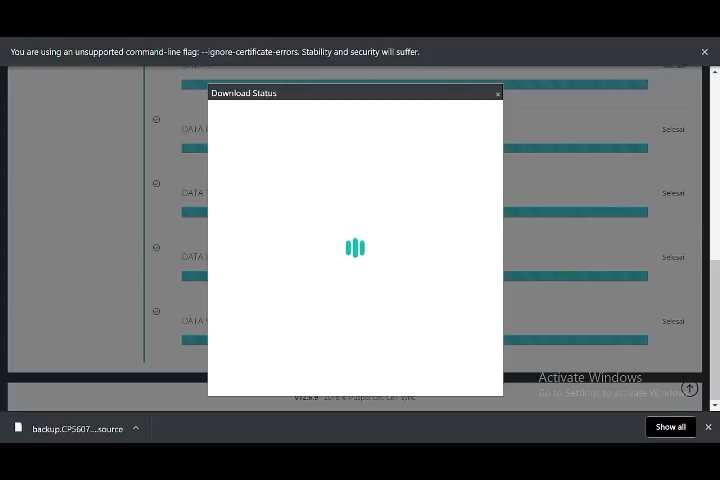 You are using an unsupported command-line flag: --ignore-certificate-errors. Stability and security will suffer.
Download Status
DATA
Selesai
DATA
Selesai
DATA
Selesai
DATA
Selesai
Activate Windows
Go to Settings to activate Windows.
backup.CP5607....source
Show all